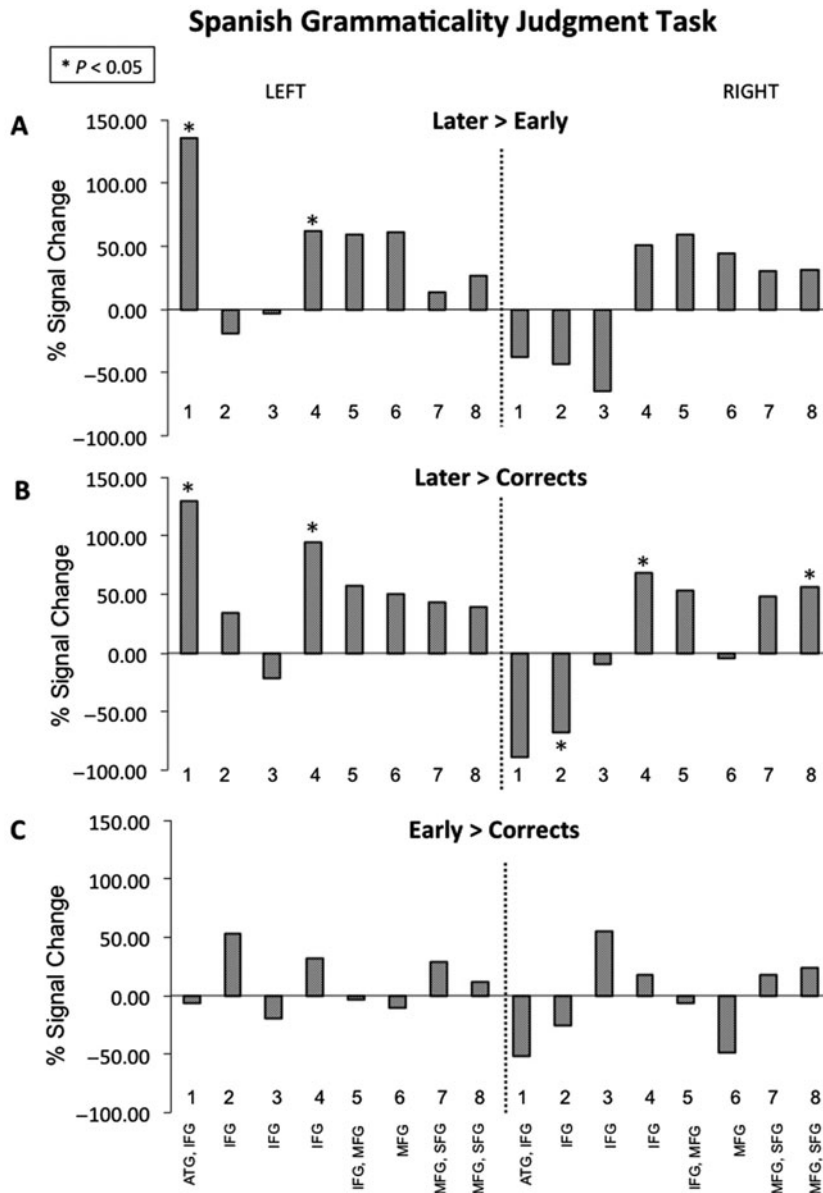 Spanish Grammaticality Judgment Task
* P < 0.05
LEFT
RIGHT
A
Later > Early
% Signal Change
150.00
100.00
50.00
0.00
−50.00
−100.00
*
*
1 2 3 4 5 6 7 8 1 2 3 4 5 6 7 8
B
Later > Corrects
% Signal Change
150.00
100.00
50.00
0.00
−50.00
−100.00
*
*
*
*
*
1 2 3 4 5 6 7 8 1 2 3 4 5 6 7 8
C
Early > Corrects
% Signal Change
150.00
100.00
50.00
0.00
−50.00
−100.00
1 2 3 4 5 6 7 8 1 2 3 4 5 6 7 8
ATG, IFG
IFG
IFG
IFG
IFG, MFG
MFG
MFG, SFG
MFG, SFG
ATG, IFG
IFG
IFG
IFG
IFG, MFG
MFG
MFG, SFG
MFG, SFG